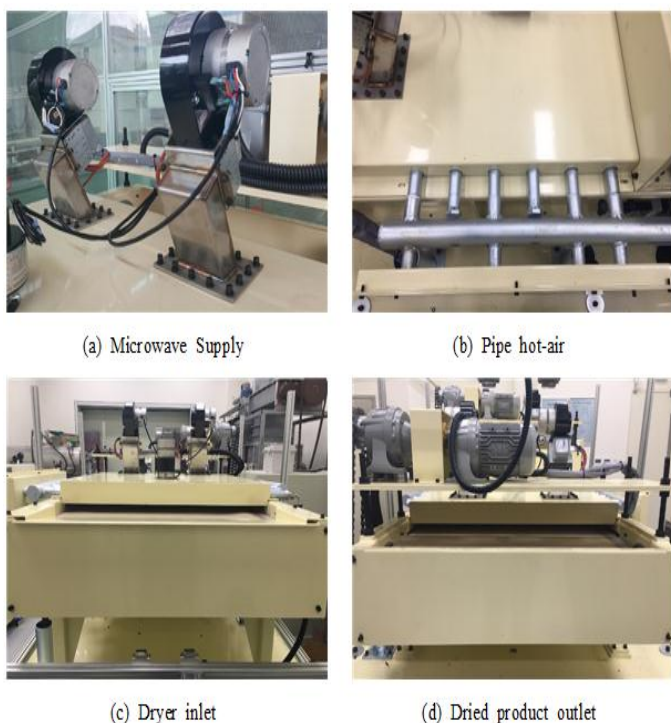 (a) Microwave Supply
(b) Pipe hot-air
(c) Dryer inlet
(d) Dried product outlet